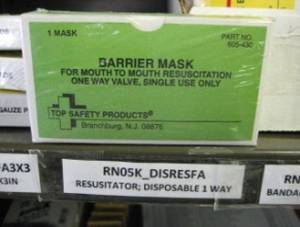 1 MASK
PART NO.
605-430
BARRIER MASK
FOR MOUTH TO MOUTH RESUSCITATION
ONE WAY VALVE, SINGLE USE ONLY
TOP SAFETY PRODUCTS®
Branchburg, N.J. 08876
A3X3
X3IN
RN05K_DISRESFA
RESUSITATOR; DISPOSABLE 1 WAY
RN
BANDA